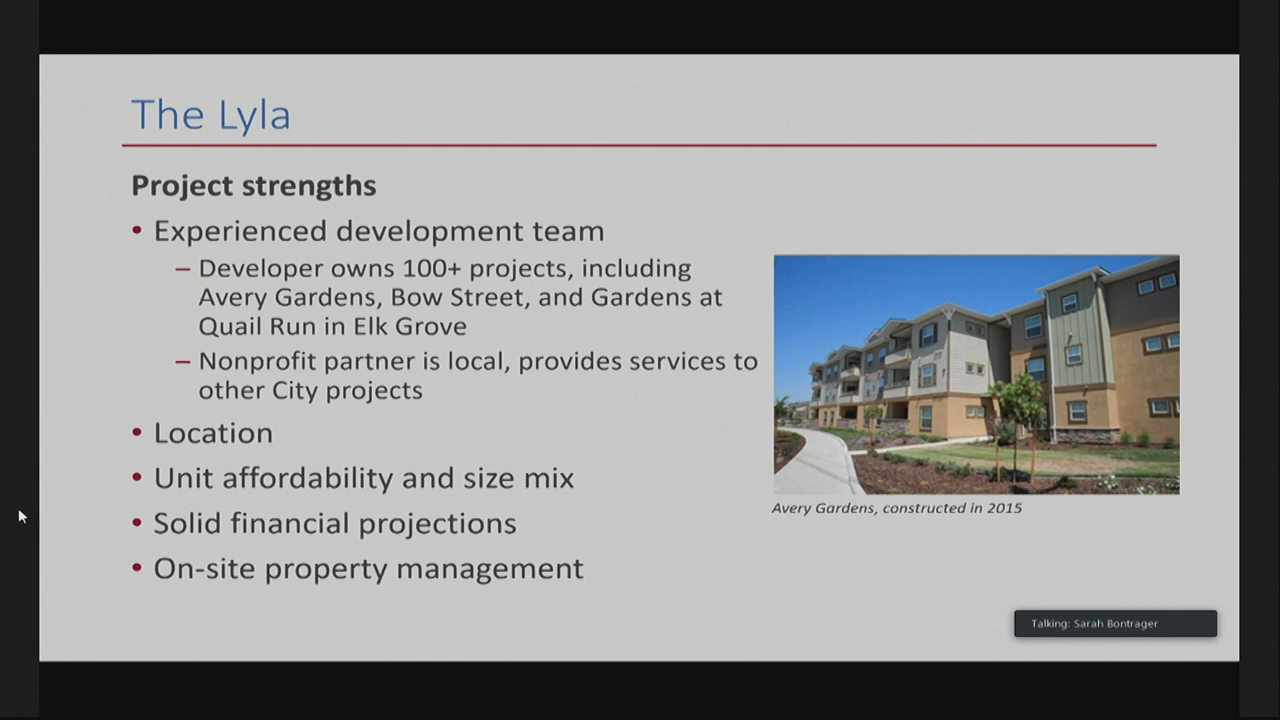 The Lyla
Project strengths
• Experienced development team
– Developer owns 100+ projects, including
Avery Gardens, Bow Street, and Gardens at
Quail Run in Elk Grove
– Nonprofit partner is local, provides services to
other City projects
• Location
• Unit affordability and size mix
• Solid financial projections
• On-site property management
Avery Gardens, constructed in 2015
Talking: Sarah Bontrager